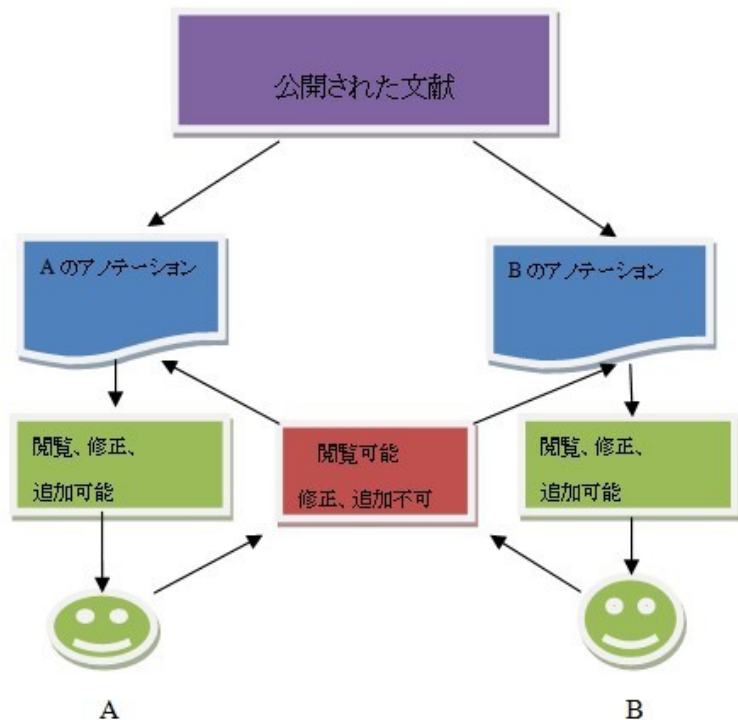 公開された文献
Aのアノテーション
Bのアノテーション
閲覧、修正、
追加可能
閲覧可能
修正、追加不可
閲覧、修正、
追加可能
A
B